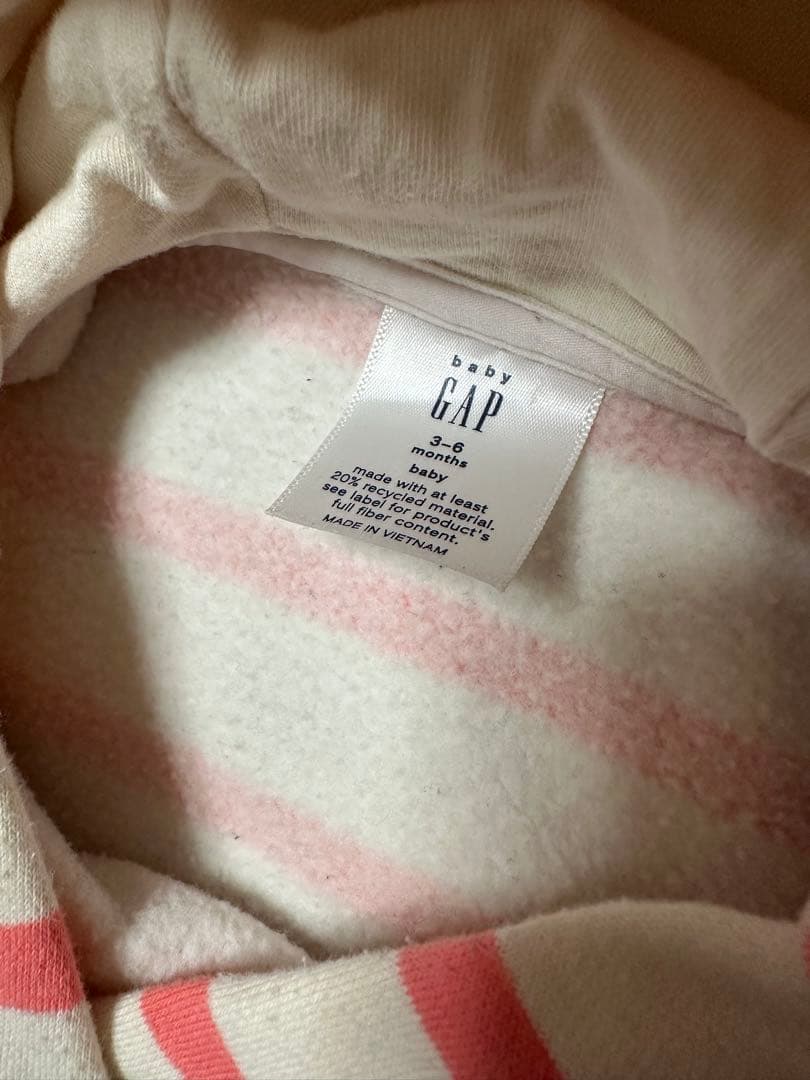 baby
GAP
3–6
months
baby
made with at least
20% recycled material.
see label for product's
full fiber content.
MADE IN VIETNAM